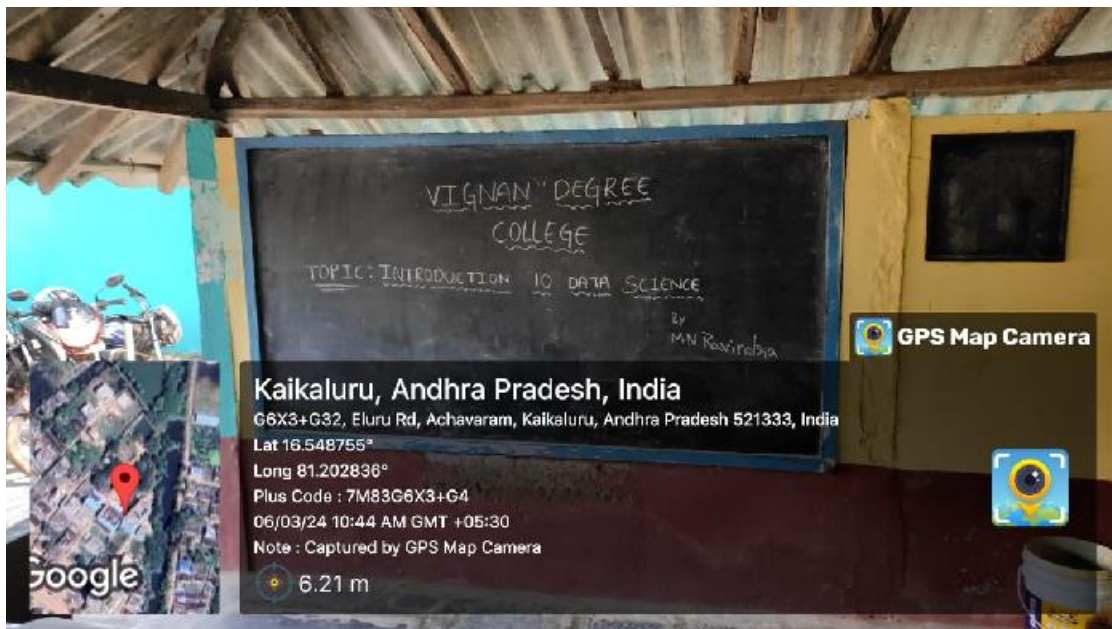 VIGNAN DEGREE
COLLEGE
TOPIC: INTRODUCTION TO DATA SCIENCE
By
GPS Map Camera
Kaikaluru, Andhra Pradesh, India
G6X3+G32, Eluru Rd, Achavaram, Kaikaluru, Andhra Pradesh 521333, India
Lat 16.548755°
Long 81.202836°
Plus Code : 7M83G6X3+G4
06/03/24 10:44 AM GMT +05:30
Note : Captured by GPS Map Camera
Google
6.21 m